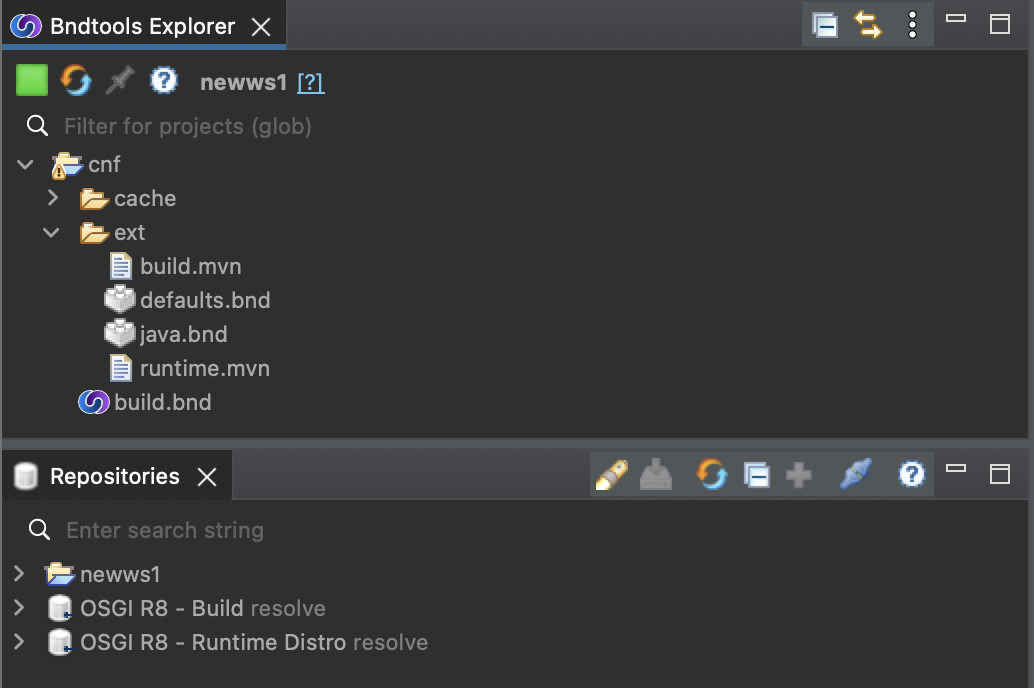 Bndtools Explorer
newws1 [?]
Filter for projects (glob)
cnf
cache
ext
build.mvn
defaults.bnd
java.bnd
runtime.mvn
build.bnd
Repositories
Enter search string
newws1
OSGI R8 - Build resolve
OSGI R8 - Runtime Distro resolve